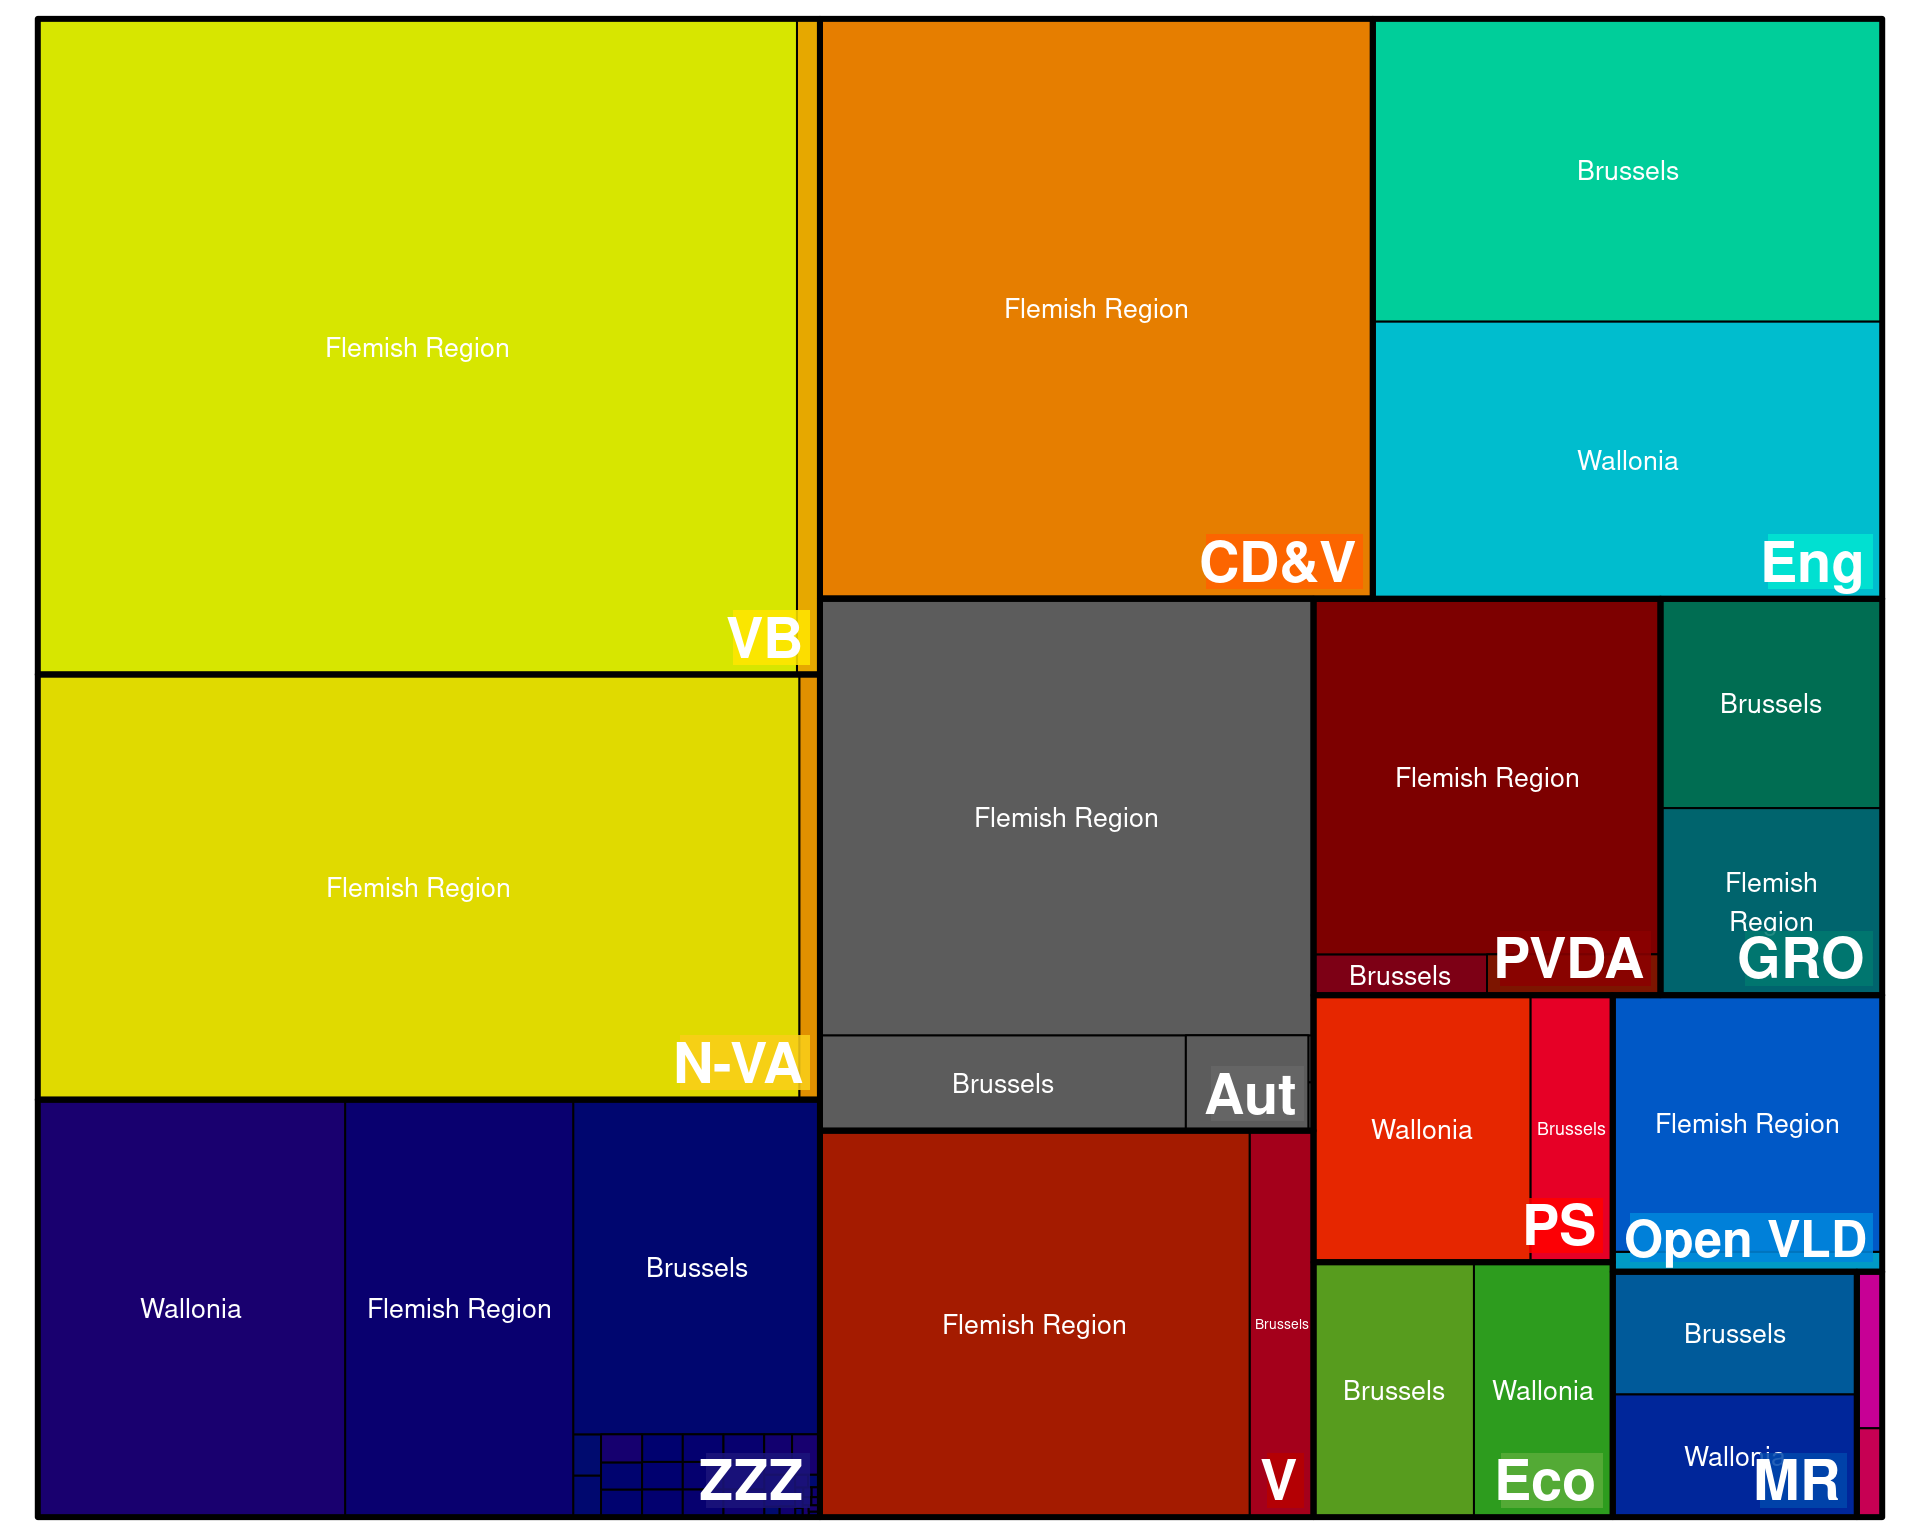 Flemish Region
VB
Flemish Region
N-VA
Wallonia
Flemish Region
Brussels
ZZZ
Flemish Region
CD&V
Brussels
Wallonia
Eng
Flemish Region
Brussels
Aut
Flemish Region
Brussels
V
Flemish Region
Brussels
PVDA
Brussels
Flemish
Region
GRO
Wallonia
Brussels
PS
Flemish Region
Open VLD
Brussels
Wallonia
Eco
Brussels
Wallonia
MR